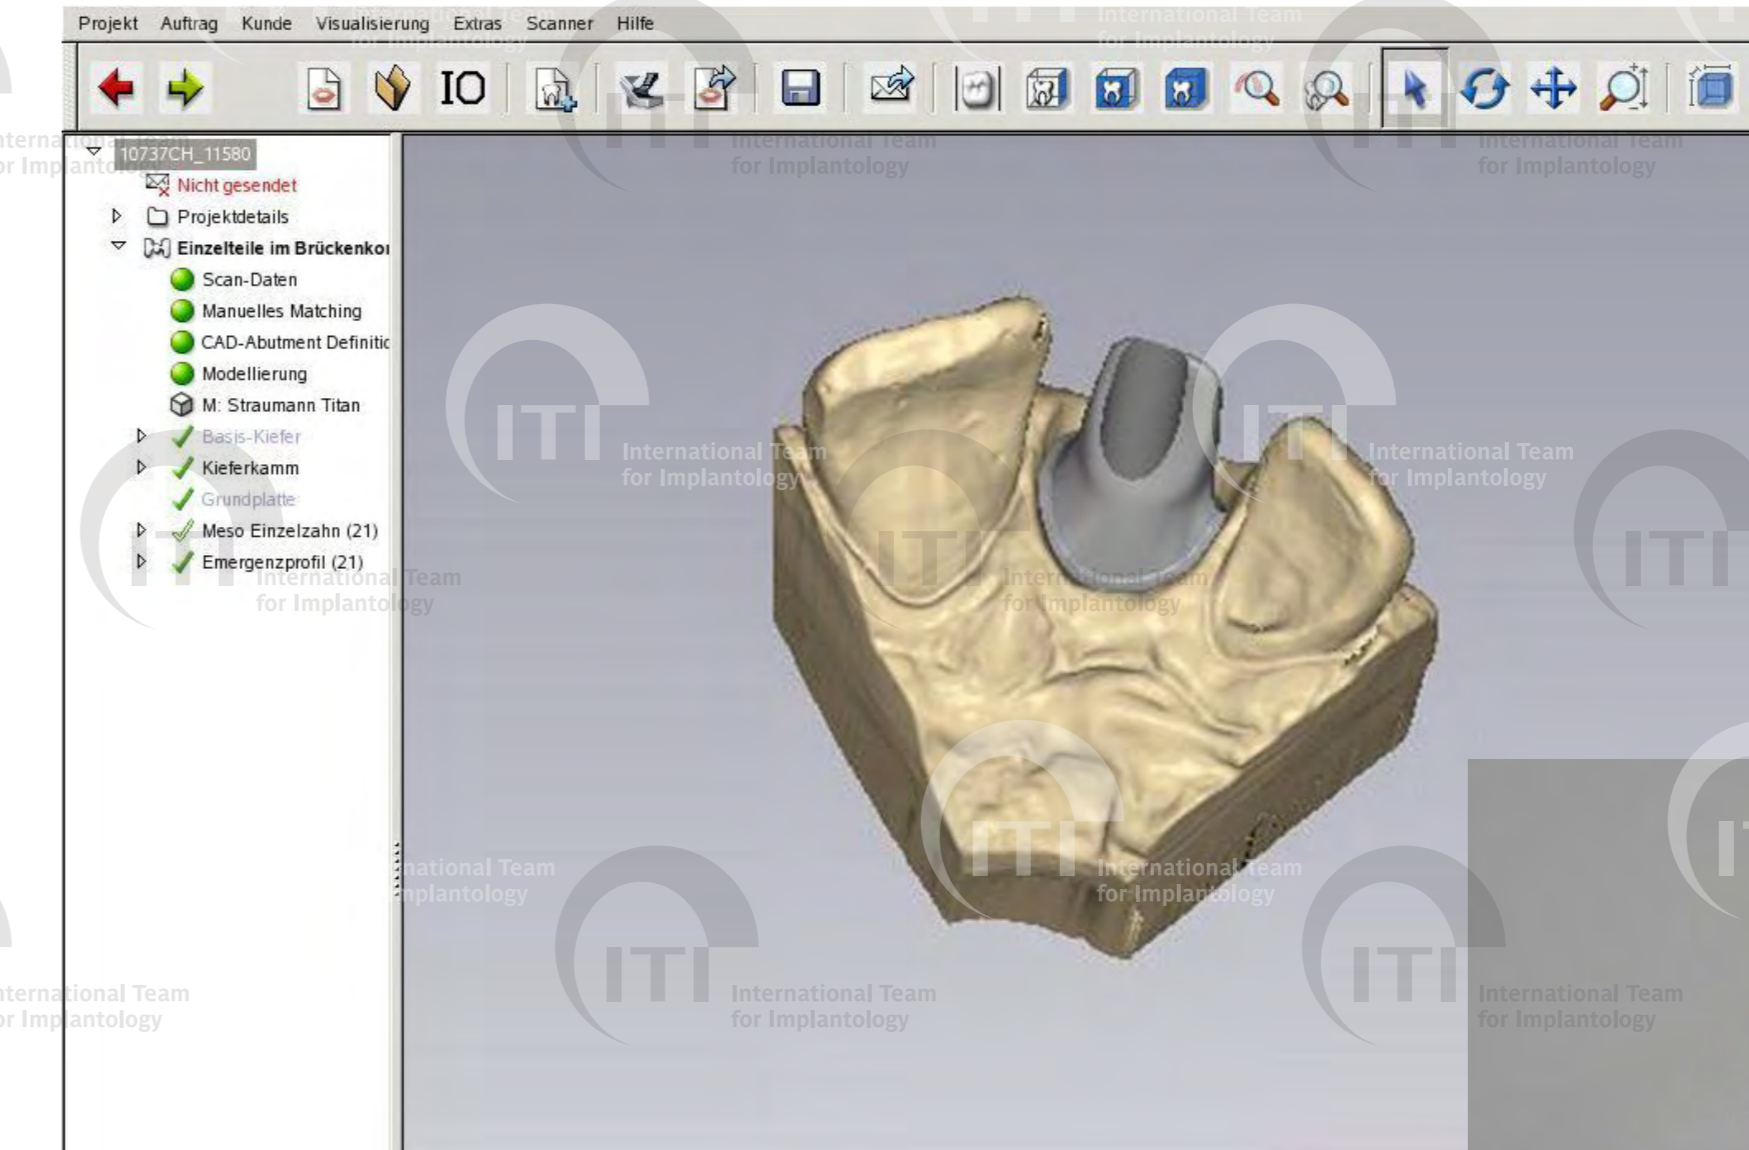 Projekt Auftrag Kunde Visualisierung Extras Scanner Hilfe
IO
10737CH_11580
Nicht gesendet
Projektdetails
Einzelteile im Brückenkor
Scan-Daten
Manuelles Matching
CAD-Abutment Definitio
Modellierung
M: Straumann Titan
Basis-Kiefer
Kieferkamm
Grundplatte
Meso Einzelzahn (21)
Emergenzprofil (21)
ITI
International Team
for Implantology